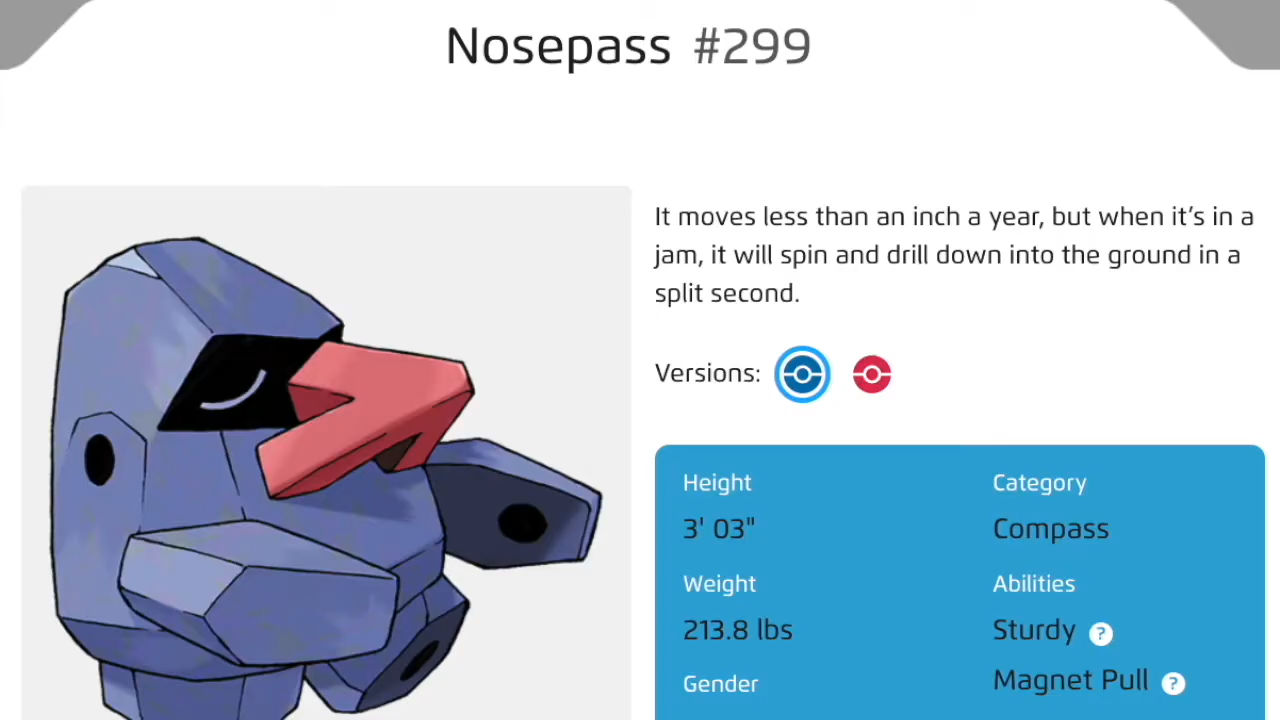 Nosepass #299
It moves less than an inch a year, but when it's in a
jam, it will spin and drill down into the ground in a
split second.
Versions:
Height
3' 03"
Weight
213.8 lbs
Gender
Category
Compass
Abilities
Sturdy ?
Magnet Pull ?